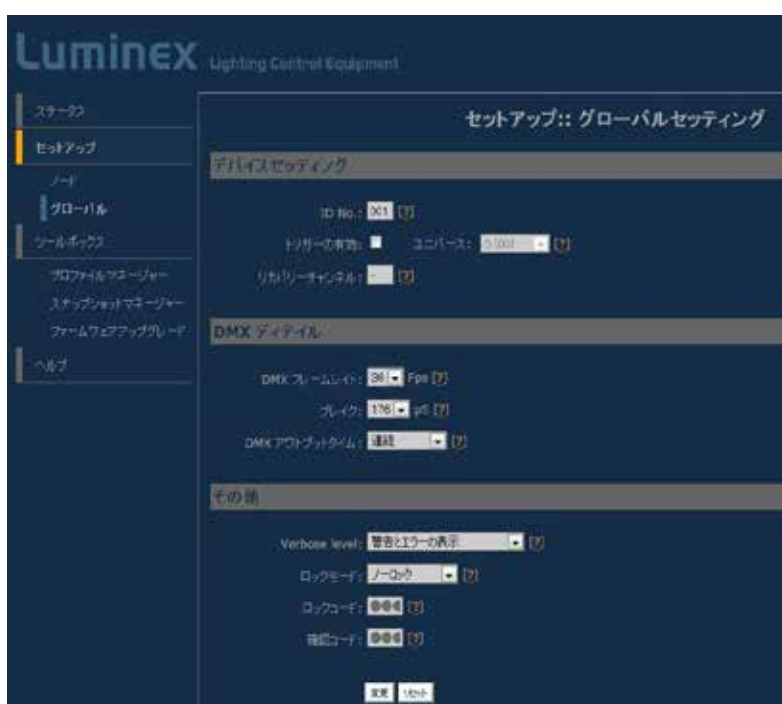 Luminex Lighting Control Equipment
ステータス
セットアップ
ノード
グローバル
ツールボックス
プロファイルマネージャー
スナップショットマネージャー
ファームウェアアップグレード
ヘルプ
セットアップ:: グローバルセッティング
デバイスセッティング
ID No.: 001 [?]
トリガーの有効: ユニバース: [?]
リカバリーチャンネル: - [?]
DMX ディテイル
DMX フレームレイト: 36 Fps [?]
ブレイク: 176 µS [?]
DMX アウトプットタイム: 連続 [?]
その他
Verbose level: 警告とエラーの表示 [?]
ロックモード: ノーロック [?]
ロックコード: ●●● [?]
確認コード: ●●● [?]
変更 リセット